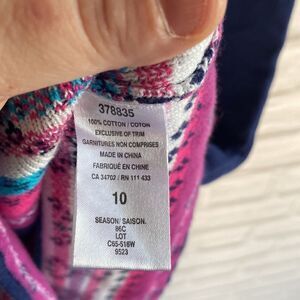 378835
100% COTTON / COTON
EXCLUSIVE OF TRIM
GARNITURES NON COMPRISES
MADE IN CHINA
FABRIQUÉ EN CHINE
CA 34702 / RN 111 433
10
SEASON/ SAISON.
86C
LOT
C65-516W
9523